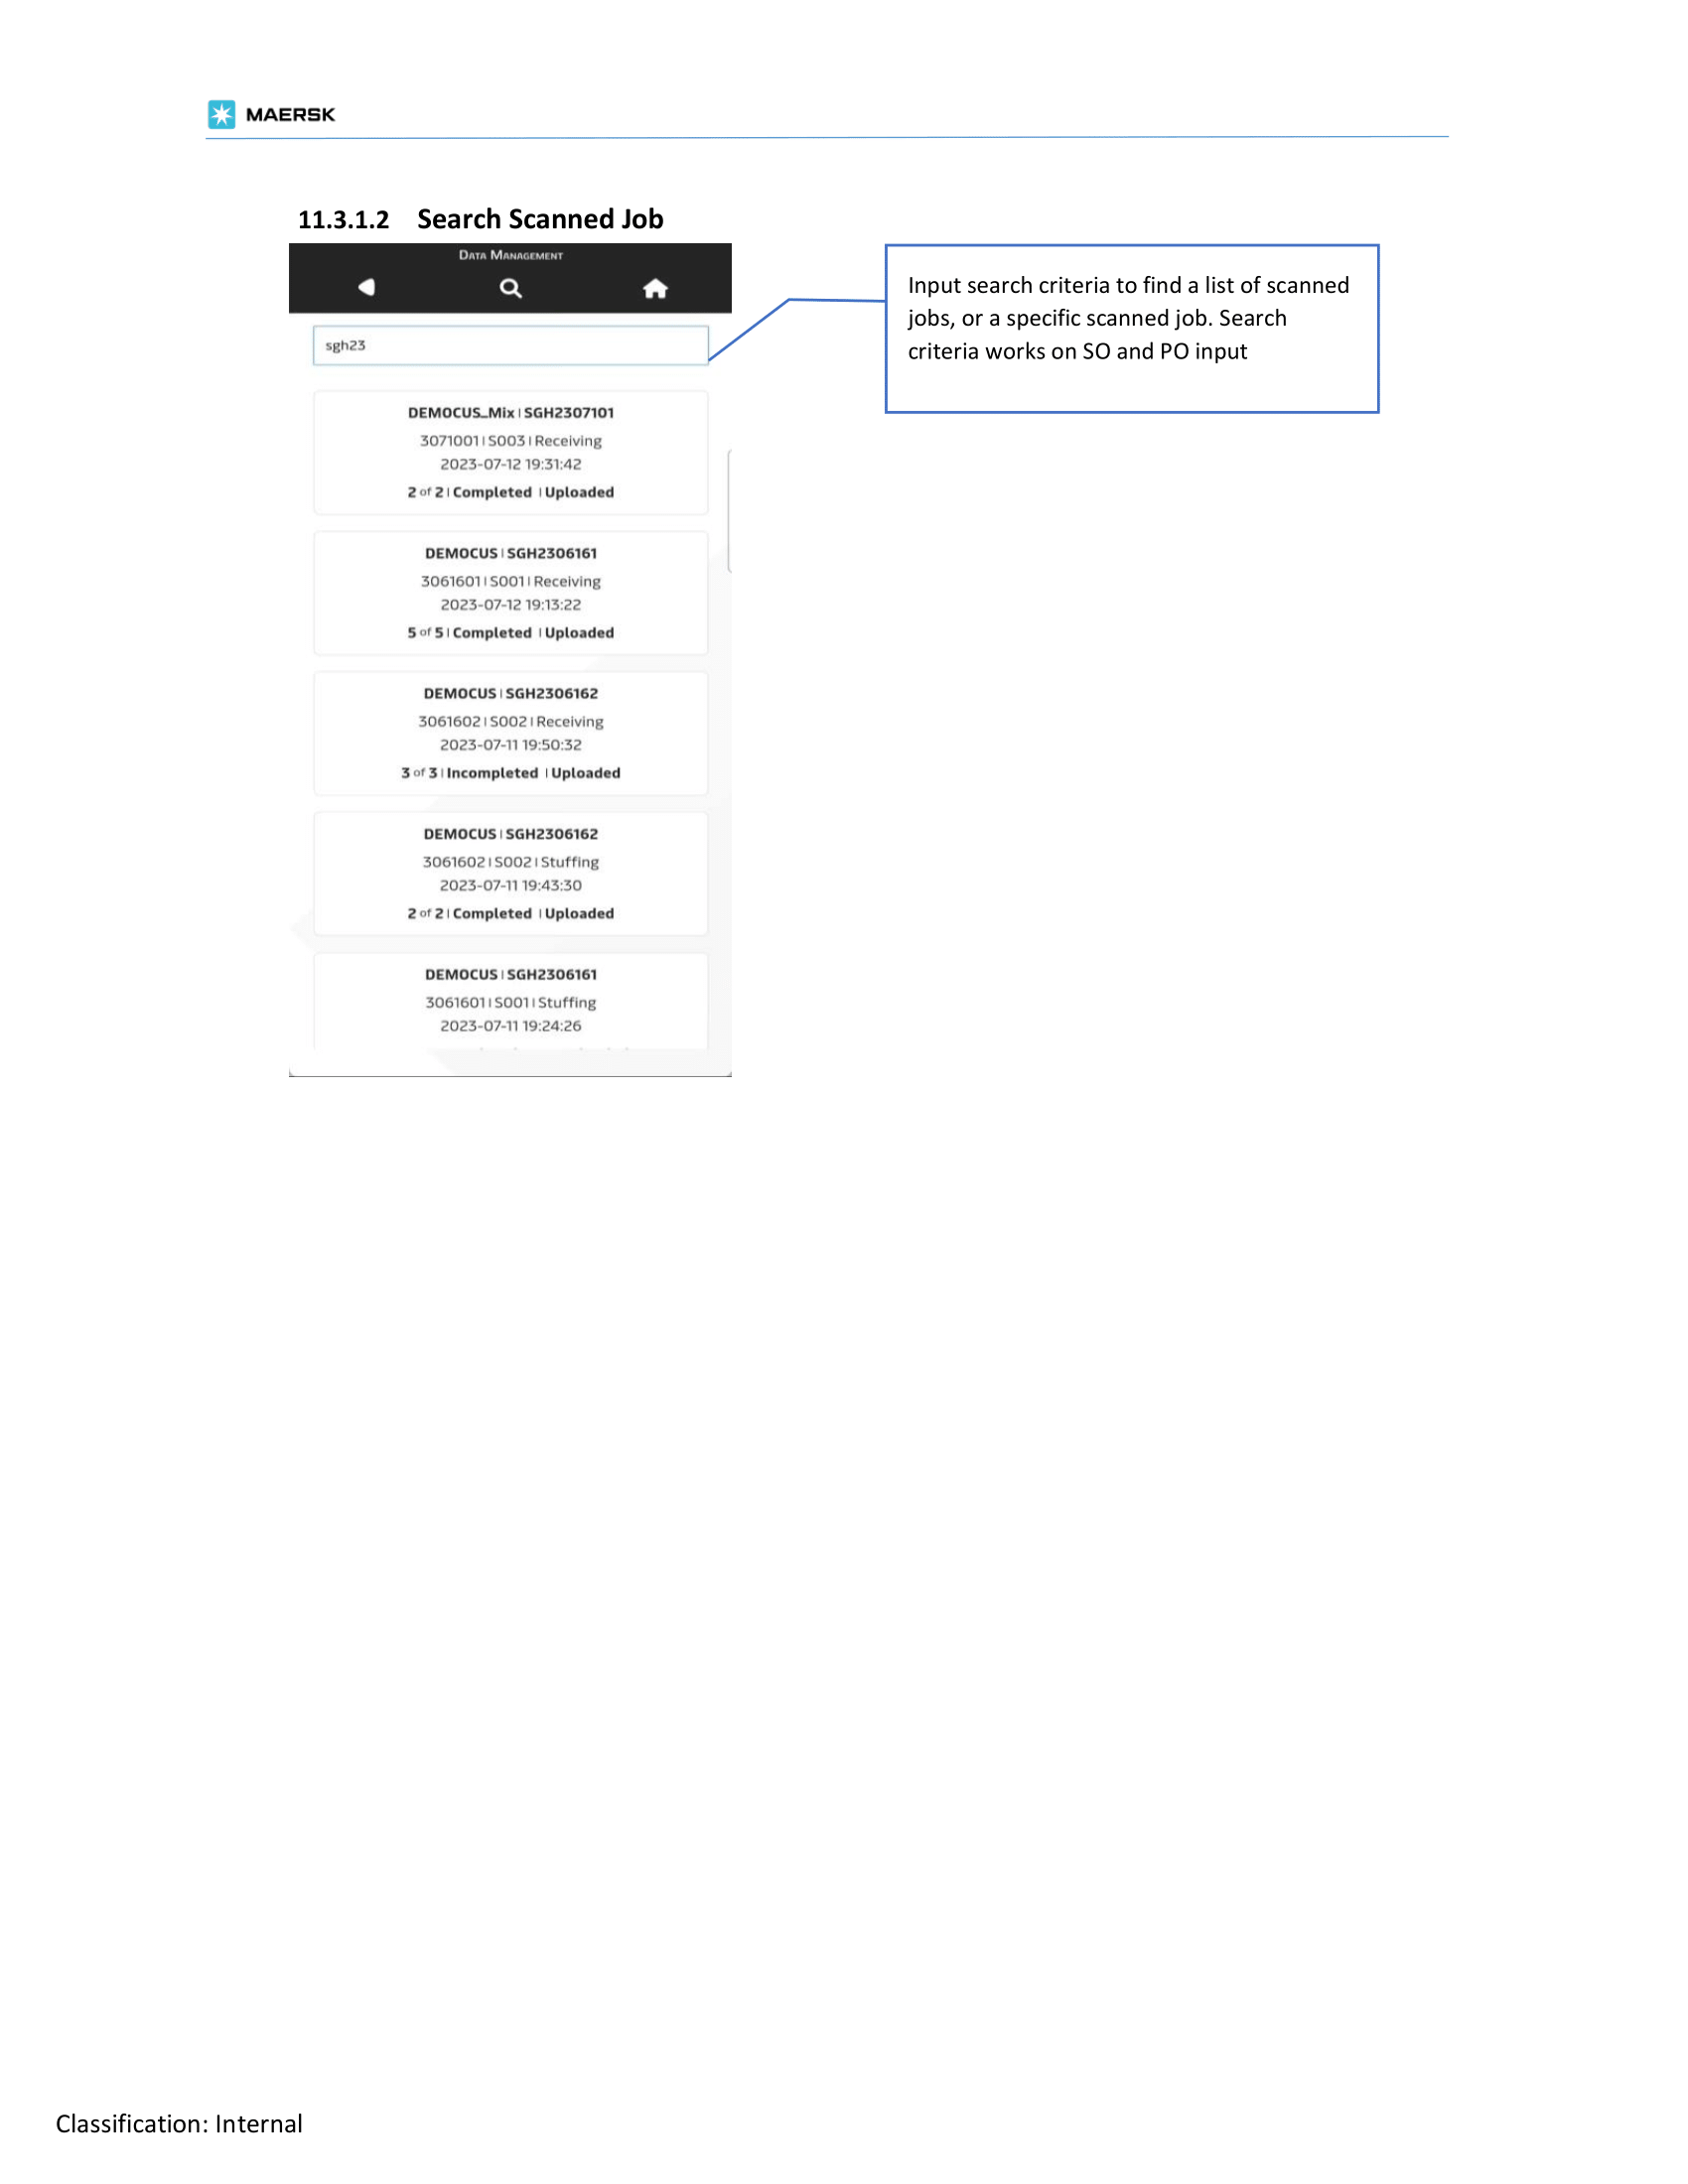 MAERSK
11.3.1.2 Search Scanned Job
DATA MANAGEMENT
sgh23
Input search criteria to find a list of scanned
jobs, or a specific scanned job. Search
criteria works on SO and PO input
DEMOCUS_Mix | SGH2307101
3071001 | S003 | Receiving
2023-07-12 19:31:42
2 of 2 | Completed | Uploaded
DEMOCUS | SGH2306161
3061601 | S001 | Receiving
2023-07-12 19:13:22
5 of 5 | Completed | Uploaded
DEMOCUS | SGH2306162
3061602 | S002 | Receiving
2023-07-11 19:50:32
3 of 3 | Incompleted | Uploaded
DEMOCUS | SGH2306162
3061602 | S002 | Stuffing
2023-07-11 19:43:30
2 of 2 | Completed | Uploaded
DEMOCUS | SGH2306161
3061601 | S001 | Stuffing
2023-07-11 19:24:26
Classification: Internal